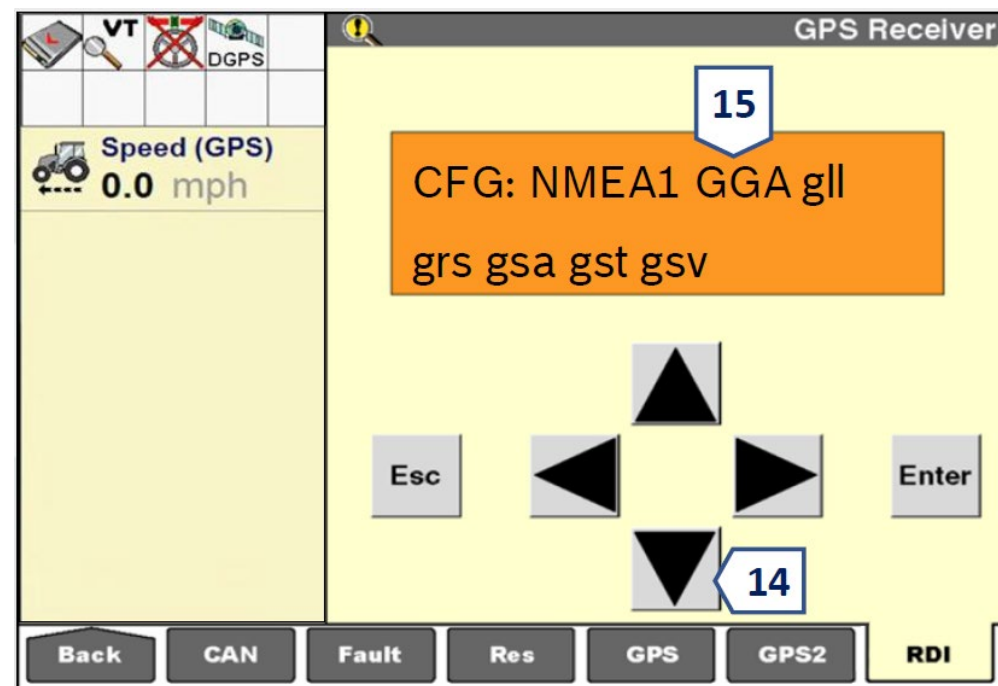 VT
DGPS
GPS Receiver
Speed (GPS)
0.0 mph
15
CFG: NMEA1 GGA gll
grs gsa gst gsv
Esc
Enter
14
Back
CAN
Fault
Res
GPS
GPS2
RDI